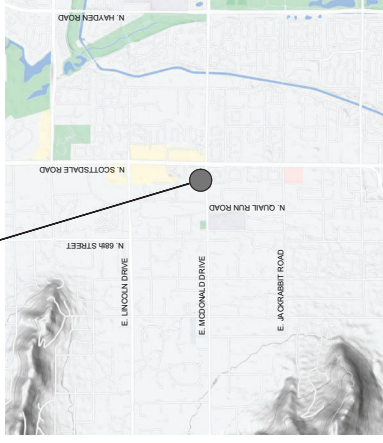 N. HAYDEN ROAD
N. SCOTTSDALE ROAD
N. QUAIL RUN ROAD
N. 68th STREET
E. LINCOLN DRIVE
E. MCDONALD DRIVE
E. JACKRABBIT ROAD